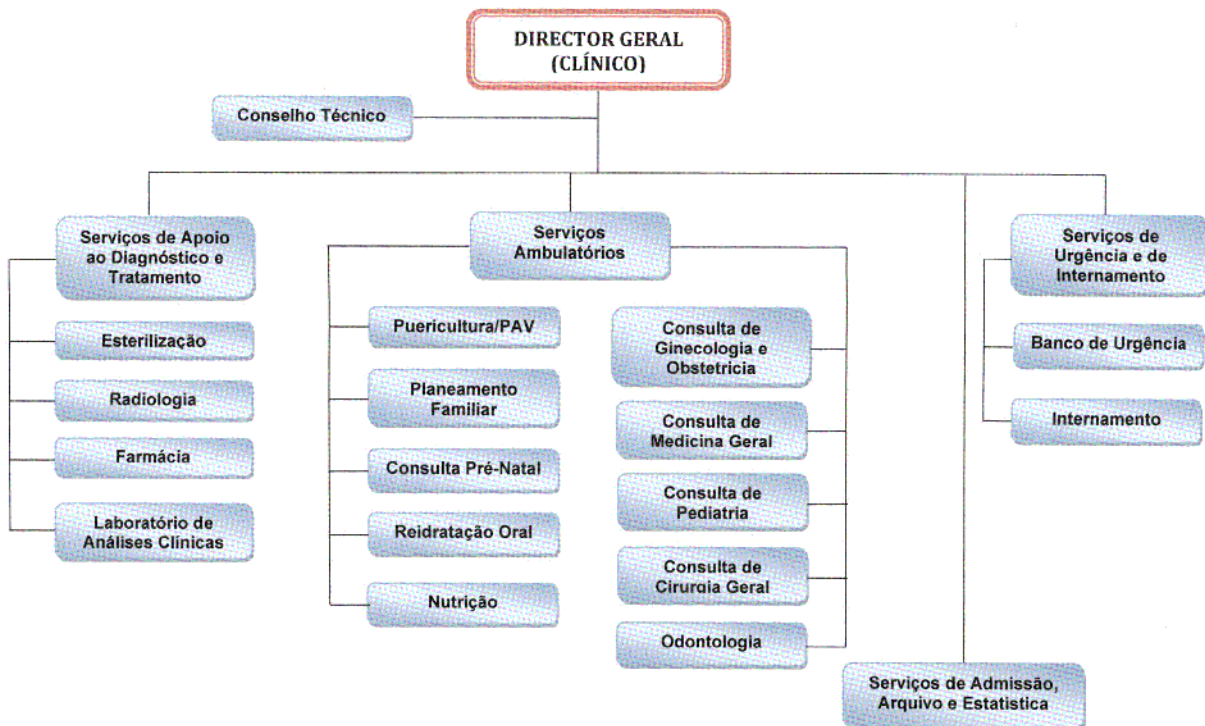 DIRECTOR GERAL
(CLÍNICO)
Conselho Técnico
Serviços de Apoio
ao Diagnóstico e
Tratamento
Esterilização
Radiologia
Farmácia
Laboratório de
Análises Clínicas
Serviços
Ambulatórios
Puericultura/PAV
Planeamento
Familiar
Consulta Pré-Natal
Reidratação Oral
Nutrição
Consulta de
Ginecologia e
Obstetricia
Consulta de
Medicina Geral
Consulta de
Pediatria
Consulta de
Cirurgia Geral
Odontologia
Serviços de Admissão,
Arquivo e Estatistica
Serviços de
Urgência e de
Internamento
Banco de Urgência
Internamento